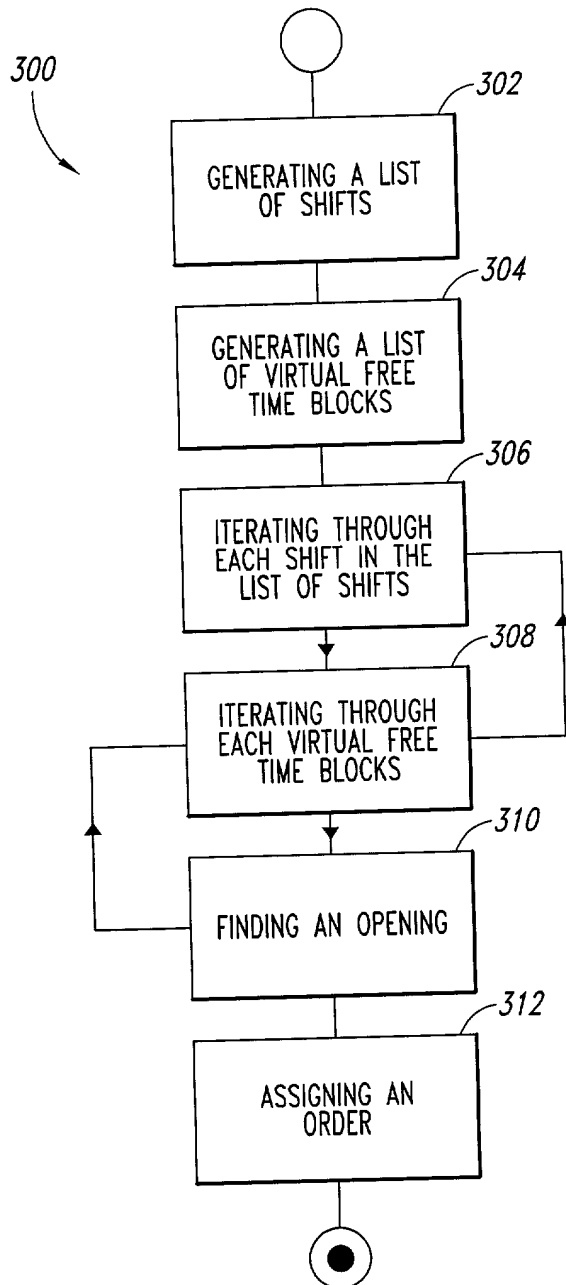 300
302
GENERATING A LIST
OF SHIFTS
304
GENERATING A LIST
OF VIRTUAL FREE
TIME BLOCKS
306
ITERATING THROUGH
EACH SHIFT IN THE
LIST OF SHIFTS
308
ITERATING THROUGH
EACH VIRTUAL FREE
TIME BLOCKS
310
FINDING AN OPENING
312
ASSIGNING AN
ORDER